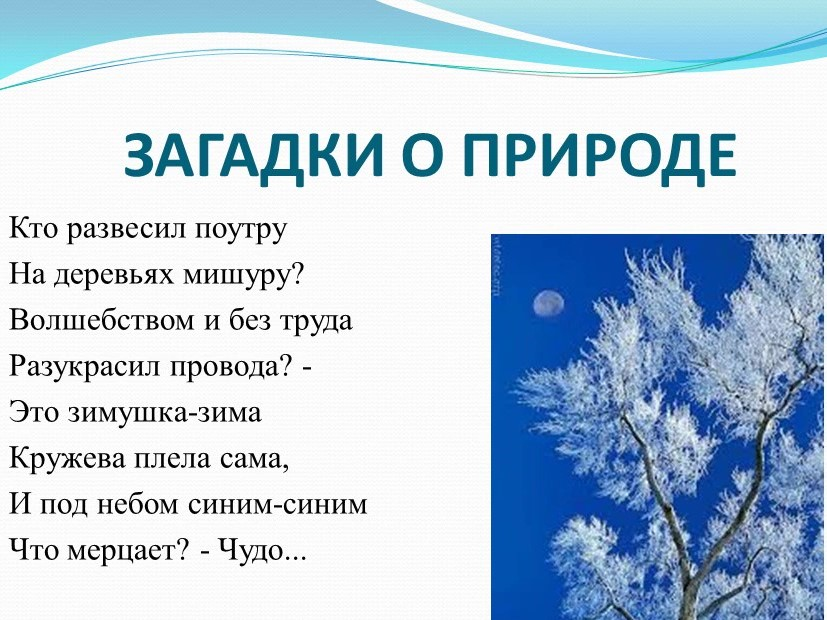 ЗАГАДКИ О ПРИРОДЕ
Кто развесил поутру
На деревьях мишуру?
Волшебством и без труда
Разукрасил провода? -
Это зимушка-зима
Кружева плела сама,
И под небом синим-синим
Что мерцает? - Чудо...